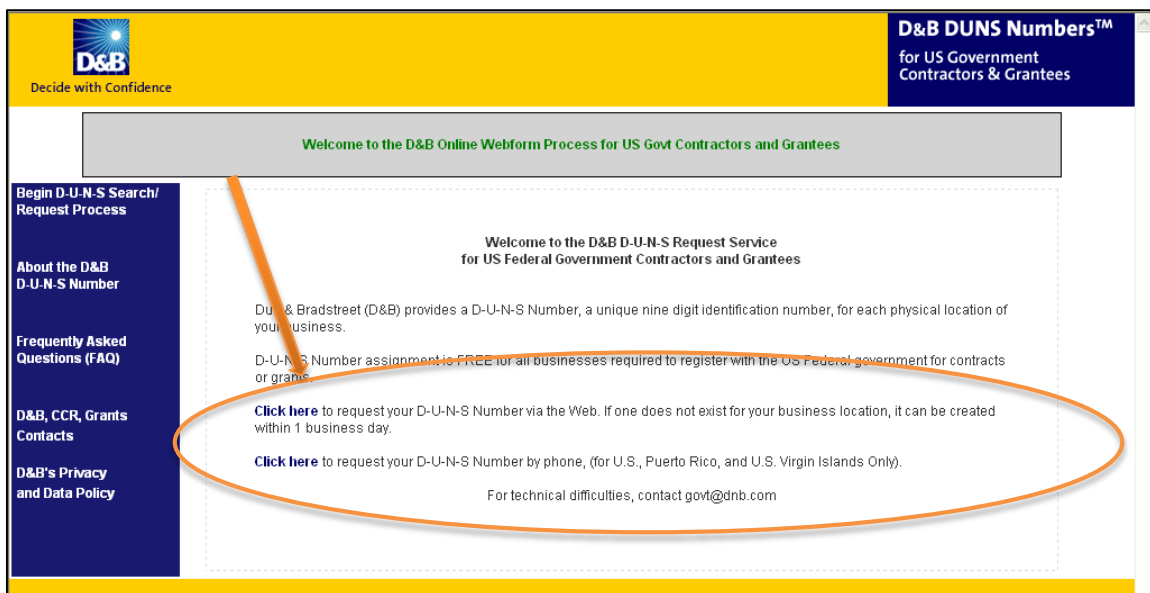 D&B
Decide with Confidence
D&B DUNS Numbers™
for US Government
Contractors & Grantees
Welcome to the D&B Online Webform Process for US Govt Contractors and Grantees
Begin D-U-N-S Search/
Request Process
About the D&B
D-U-N-S Number
Frequently Asked
Questions (FAQ)
D&B, CCR, Grants
Contacts
D&B's Privacy
and Data Policy
Welcome to the D&B D-U-N-S Request Service
for US Federal Government Contractors and Grantees
Dun & Bradstreet (D&B) provides a D-U-N-S Number, a unique nine digit identification number, for each physical location of
your business.
D-U-N-S Number assignment is FREE for all businesses required to register with the US Federal government for contracts
or grants.
Click here to request your D-U-N-S Number via the Web. If one does not exist for your business location, it can be created
within 1 business day.
Click here to request your D-U-N-S Number by phone, (for U.S., Puerto Rico, and U.S. Virgin Islands Only).
For technical difficulties, contact govt@dnb.com